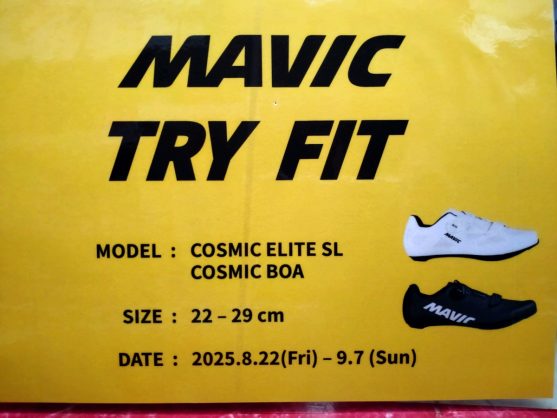 MAVIC
TRY FIT
MODEL : COSMIC ELITE SL
COSMIC BOA
SIZE : 22 – 29 cm
DATE : 2025.8.22(Fri) – 9.7 (Sun)
MAVIC
MAVIC